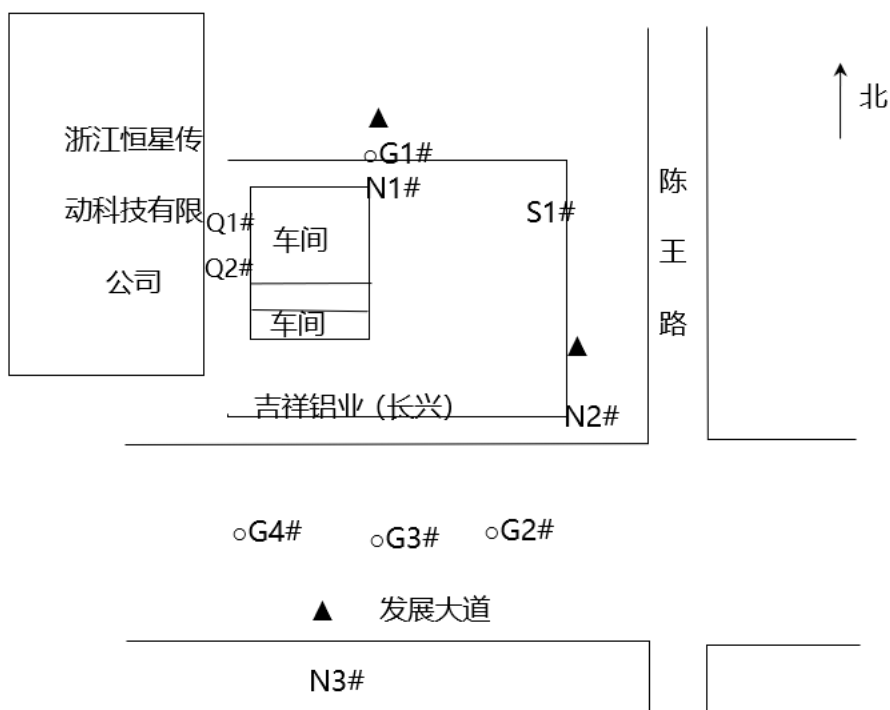 北
浙江恒星传
动科技有限
公司
G1#
N1#
Q1#
车间
S1#
Q2#
车间
陈
王
路
吉祥铝业（长兴）
N2#
G4#
G3#
G2#
发展大道
N3#